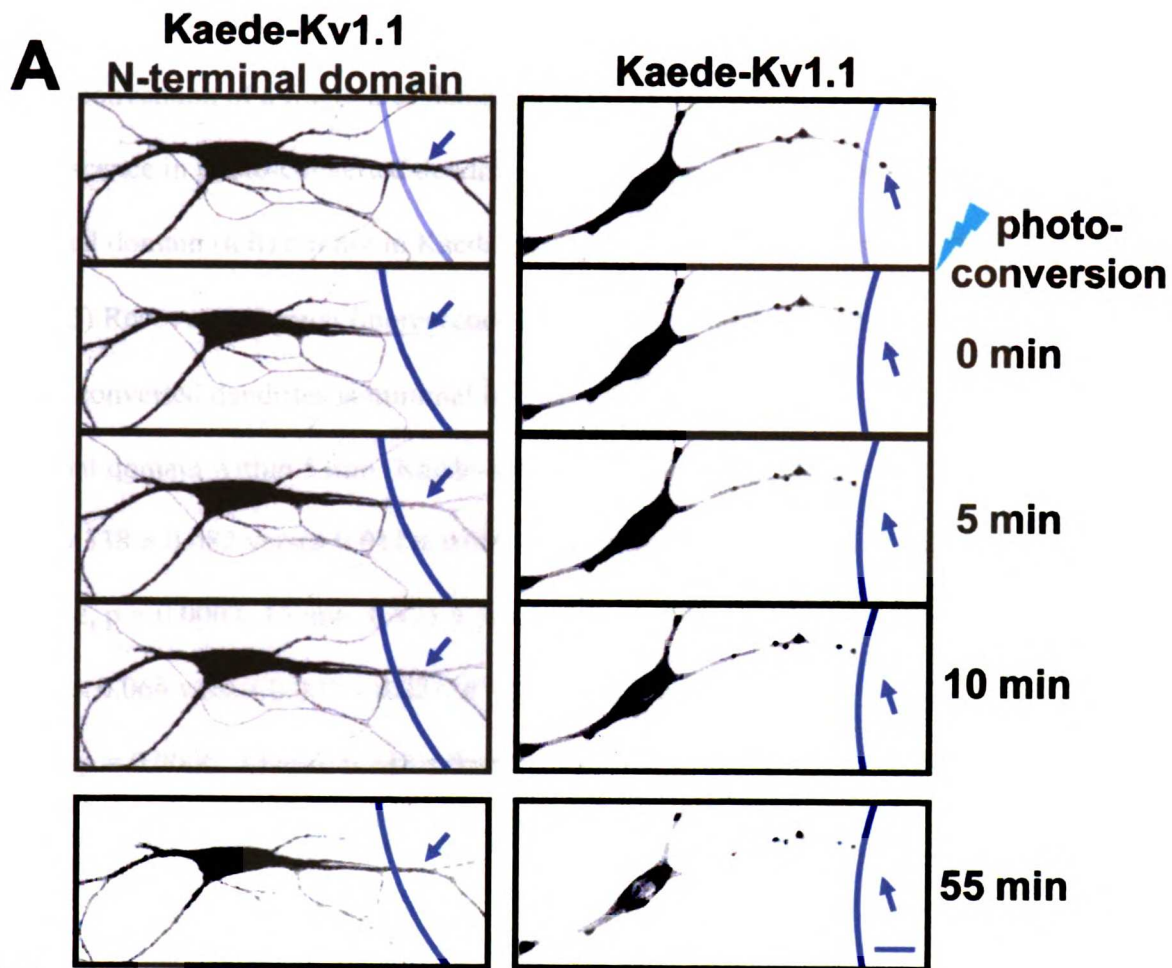 A
Kaede-Kv1.1
N-terminal domain
Kaede-Kv1.1
photo-
conversion
0 min
5 min
10 min
55 min